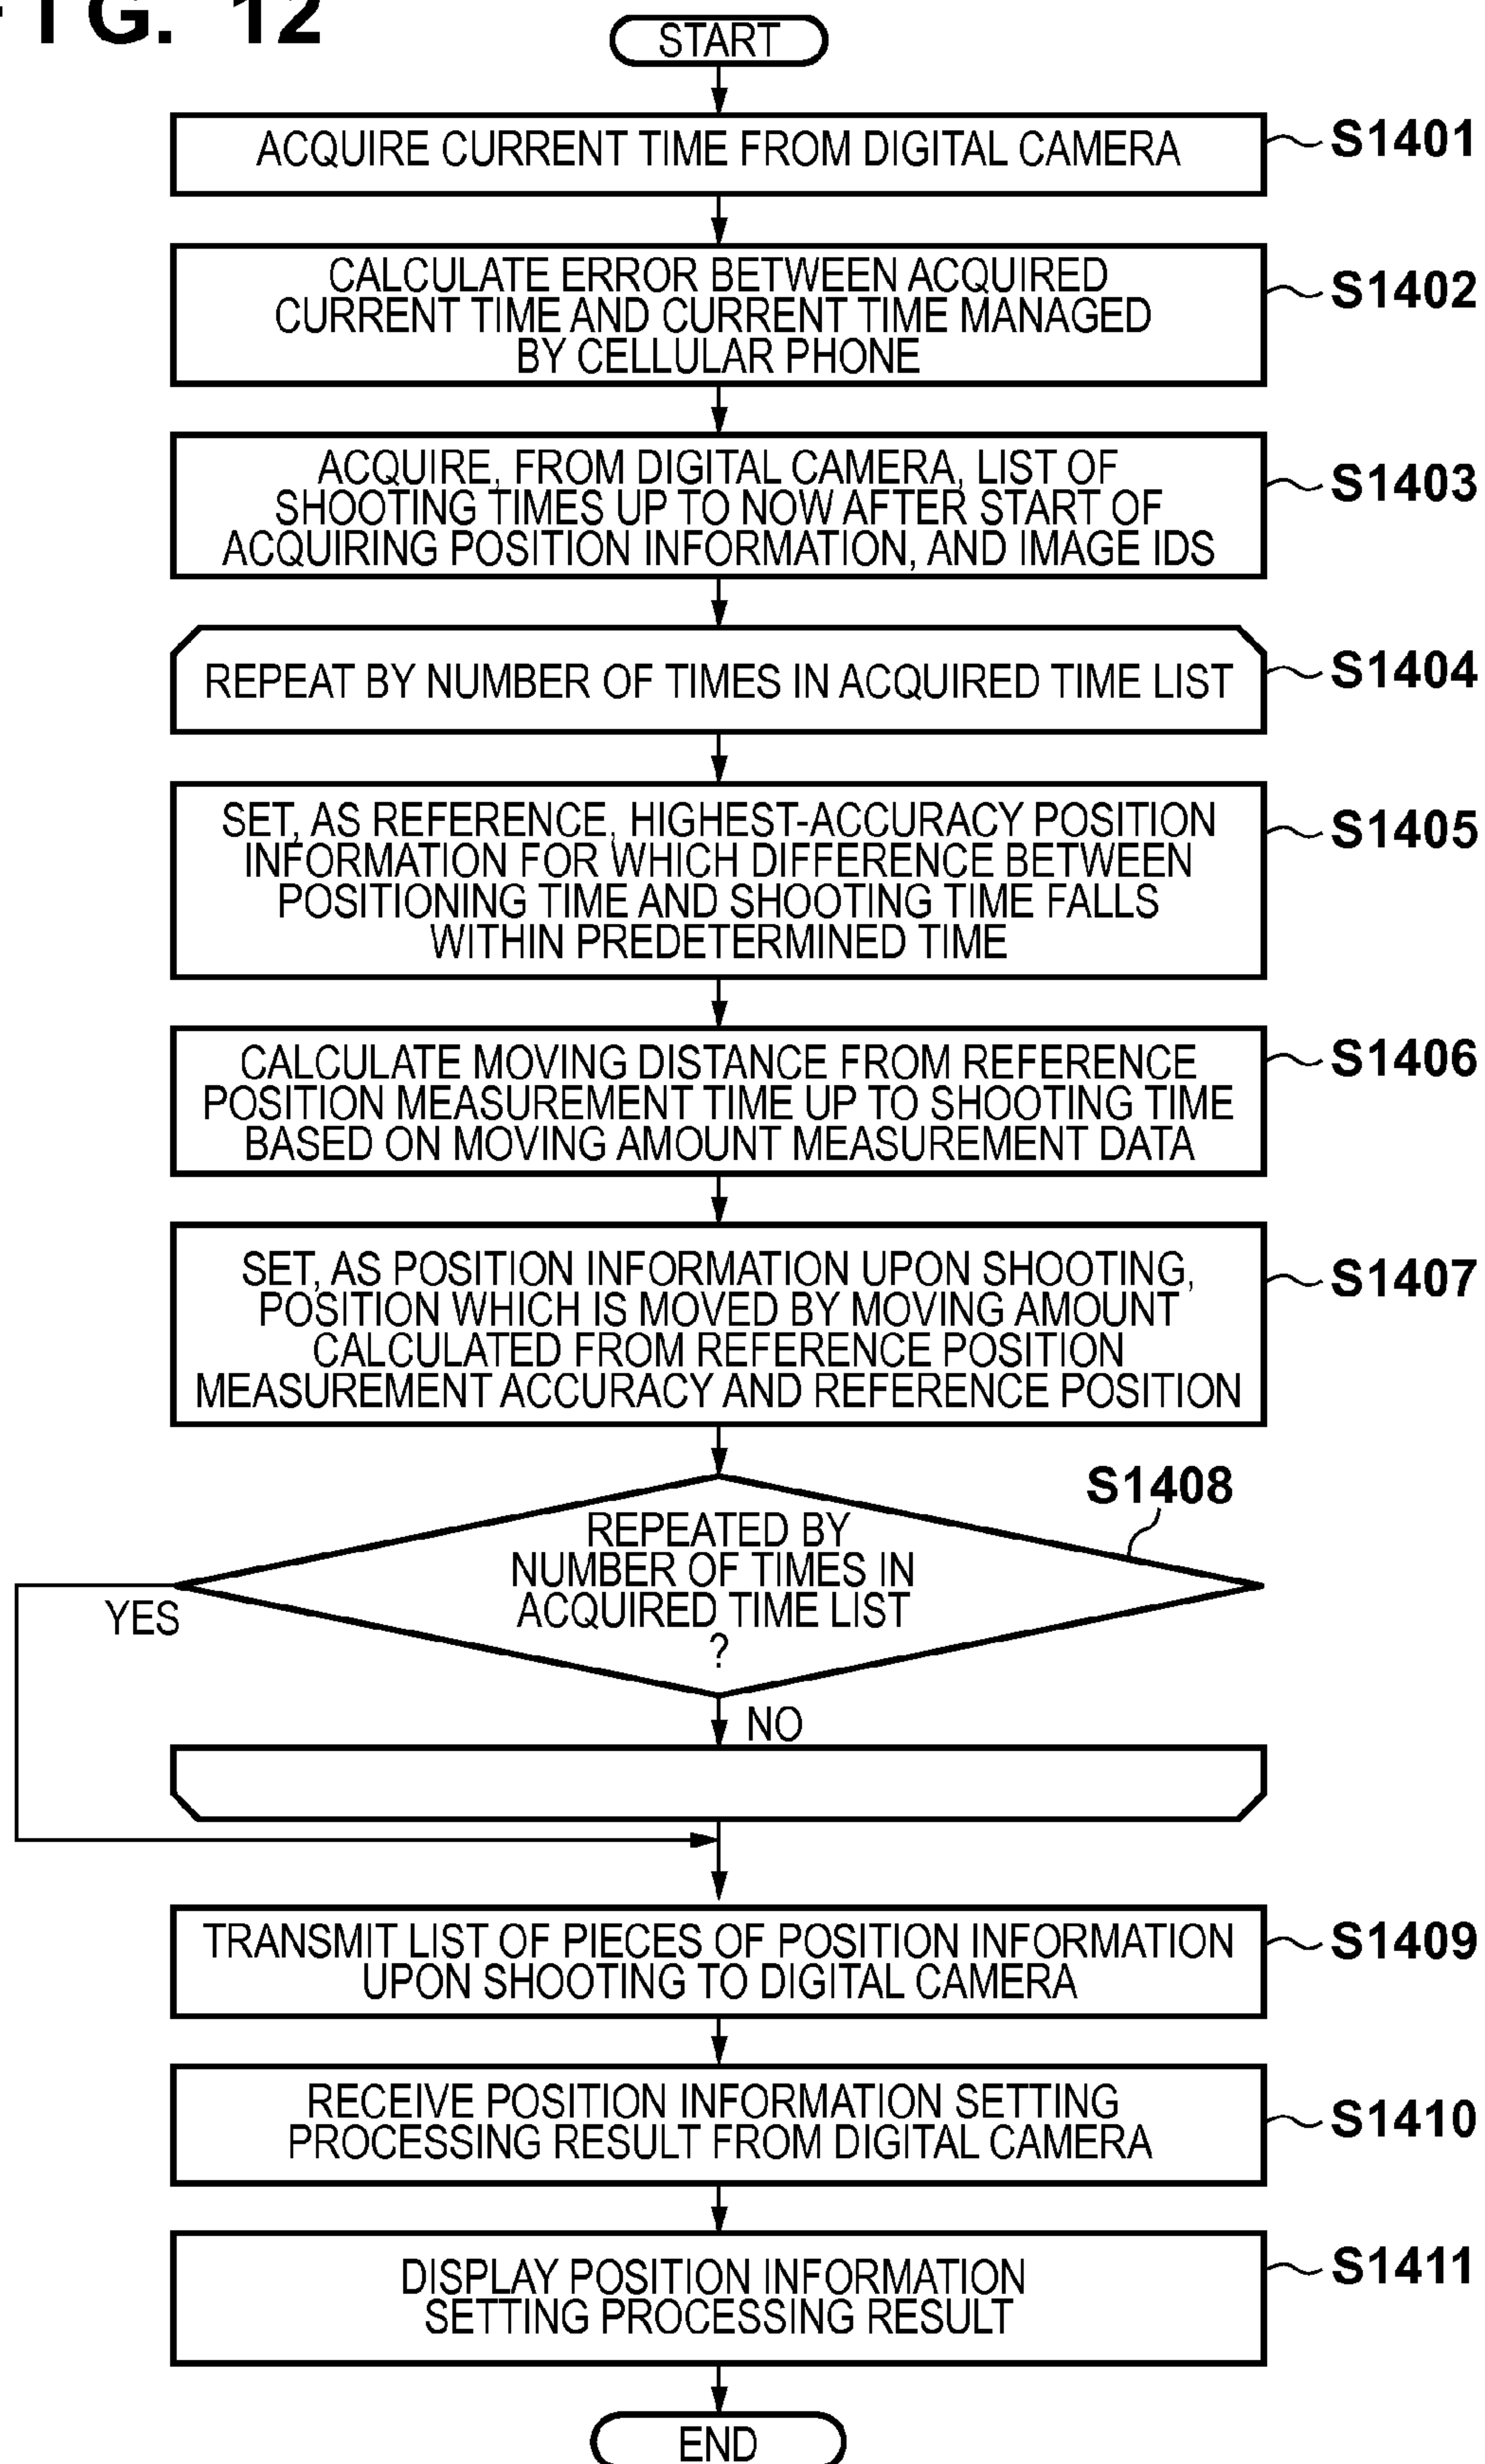 FIG. 12
START
ACQUIRE CURRENT TIME FROM DIGITAL CAMERA
S1401
CALCULATE ERROR BETWEEN ACQUIRED
CURRENT TIME AND CURRENT TIME MANAGED
BY CELLULAR PHONE
S1402
ACQUIRE, FROM DIGITAL CAMERA, LIST OF
SHOOTING TIMES UP TO NOW AFTER START OF
ACQUIRING POSITION INFORMATION, AND IMAGE IDS
S1403
REPEAT BY NUMBER OF TIMES IN ACQUIRED TIME LIST
S1404
SET, AS REFERENCE, HIGHEST-ACCURACY POSITION
INFORMATION FOR WHICH DIFFERENCE BETWEEN
POSITIONING TIME AND SHOOTING TIME FALLS
WITHIN PREDETERMINED TIME
S1405
CALCULATE MOVING DISTANCE FROM REFERENCE
POSITION MEASUREMENT TIME UP TO SHOOTING TIME
BASED ON MOVING AMOUNT MEASUREMENT DATA
S1406
SET, AS POSITION INFORMATION UPON SHOOTING,
POSITION WHICH IS MOVED BY MOVING AMOUNT
CALCULATED FROM REFERENCE POSITION
MEASUREMENT ACCURACY AND REFERENCE POSITION
S1407
S1408
REPEATED BY
NUMBER OF TIMES IN
ACQUIRED TIME LIST
?
YES
NO
TRANSMIT LIST OF PIECES OF POSITION INFORMATION
UPON SHOOTING TO DIGITAL CAMERA
S1409
RECEIVE POSITION INFORMATION SETTING
PROCESSING RESULT FROM DIGITAL CAMERA
S1410
DISPLAY POSITION INFORMATION
SETTING PROCESSING RESULT
S1411
END